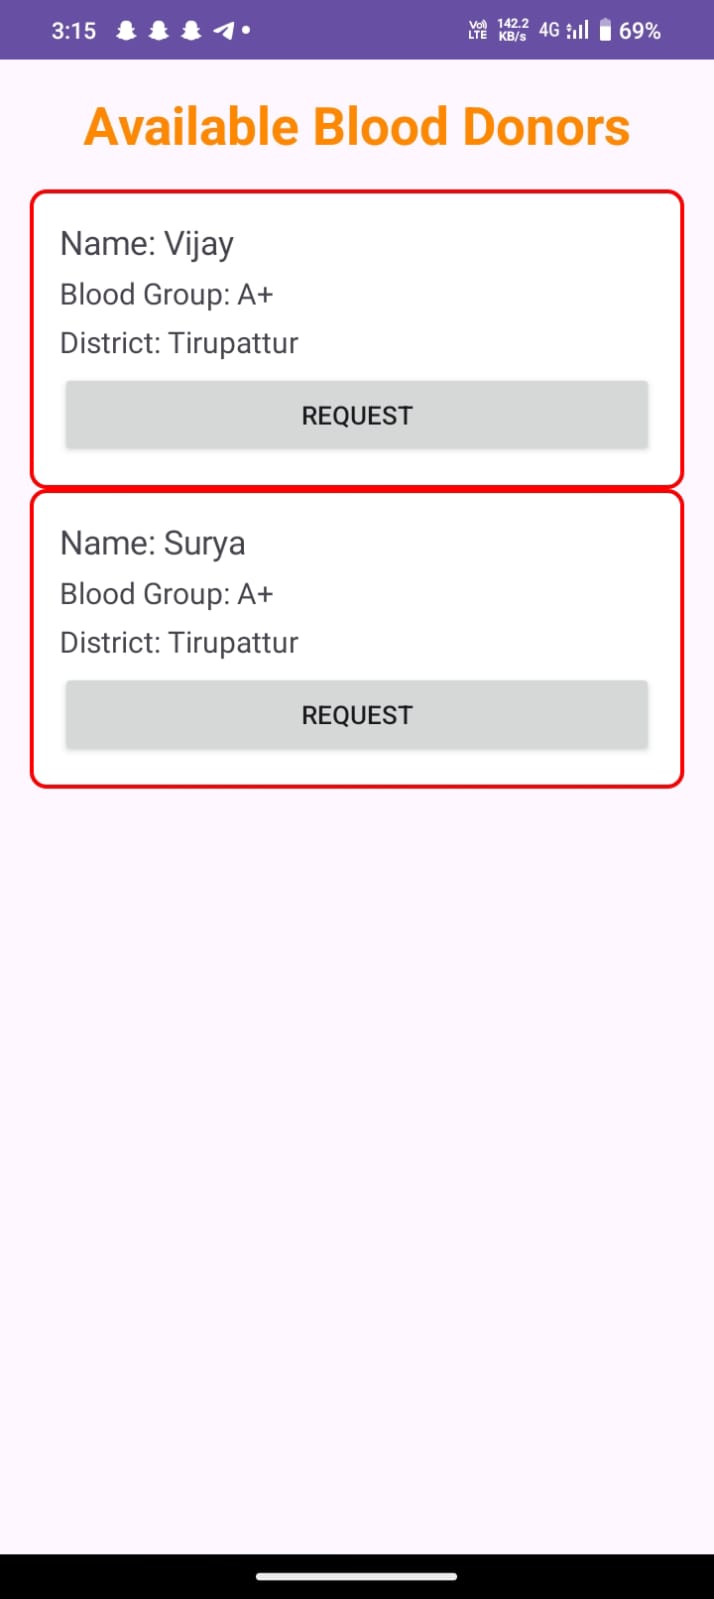 3:15 Vo) LTE 142.2 KB/s 4G 69%
Available Blood Donors
Name: Vijay
Blood Group: A+
District: Tirupattur
REQUEST
Name: Surya
Blood Group: A+
District: Tirupattur
REQUEST